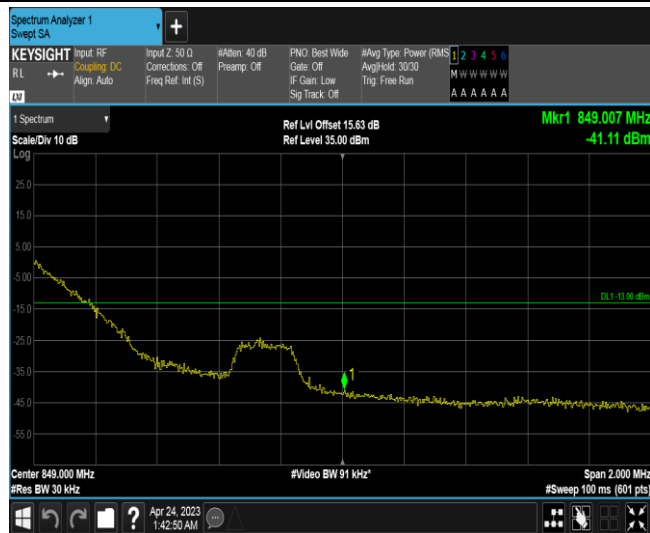 Spectrum Analyzer 1
Swept SA
+
KEYSIGHT
RL
LXI
Input: RF
Coupling: DC
Align: Auto
Input Z: 50 Ω
Corrections: Off
Freq Ref: Int (S)
#Atten: 40 dB
Preamp: Off
PNO: Best Wide
Gate: Off
IF Gain: Low
Sig Track: Off
#Avg Type: Power (RMS
Avg|Hold: 30/30
Trig: Free Run
1 2 3 4 5 6
M W W W W W
A A A A A A
1 Spectrum
Scale/Div 10 dB
Log
Ref Lvl Offset 15.63 dB
Ref Level 35.00 dBm
Mkr1 849.007 MHz
-41.11 dBm
25.0
15.0
5.00
-5.00
DL1 -13.00 dBm
-15.0
-25.0
-35.0
1
-45.0
-55.0
Center 849.000 MHz
#Res BW 30 kHz
#Video BW 91 kHz*
Span 2.000 MHz
#Sweep 100 ms (601 pts)
?
Apr 24, 2023
1:42:50 AM